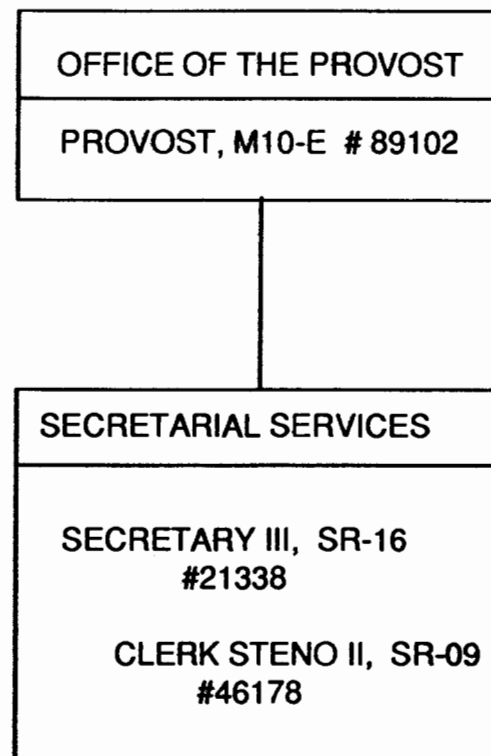 OFFICE OF THE PROVOST
PROVOST, M10-E # 89102
SECRETARIAL SERVICES
SECRETARY III, SR-16
#21338
CLERK STENO II, SR-09
#46178